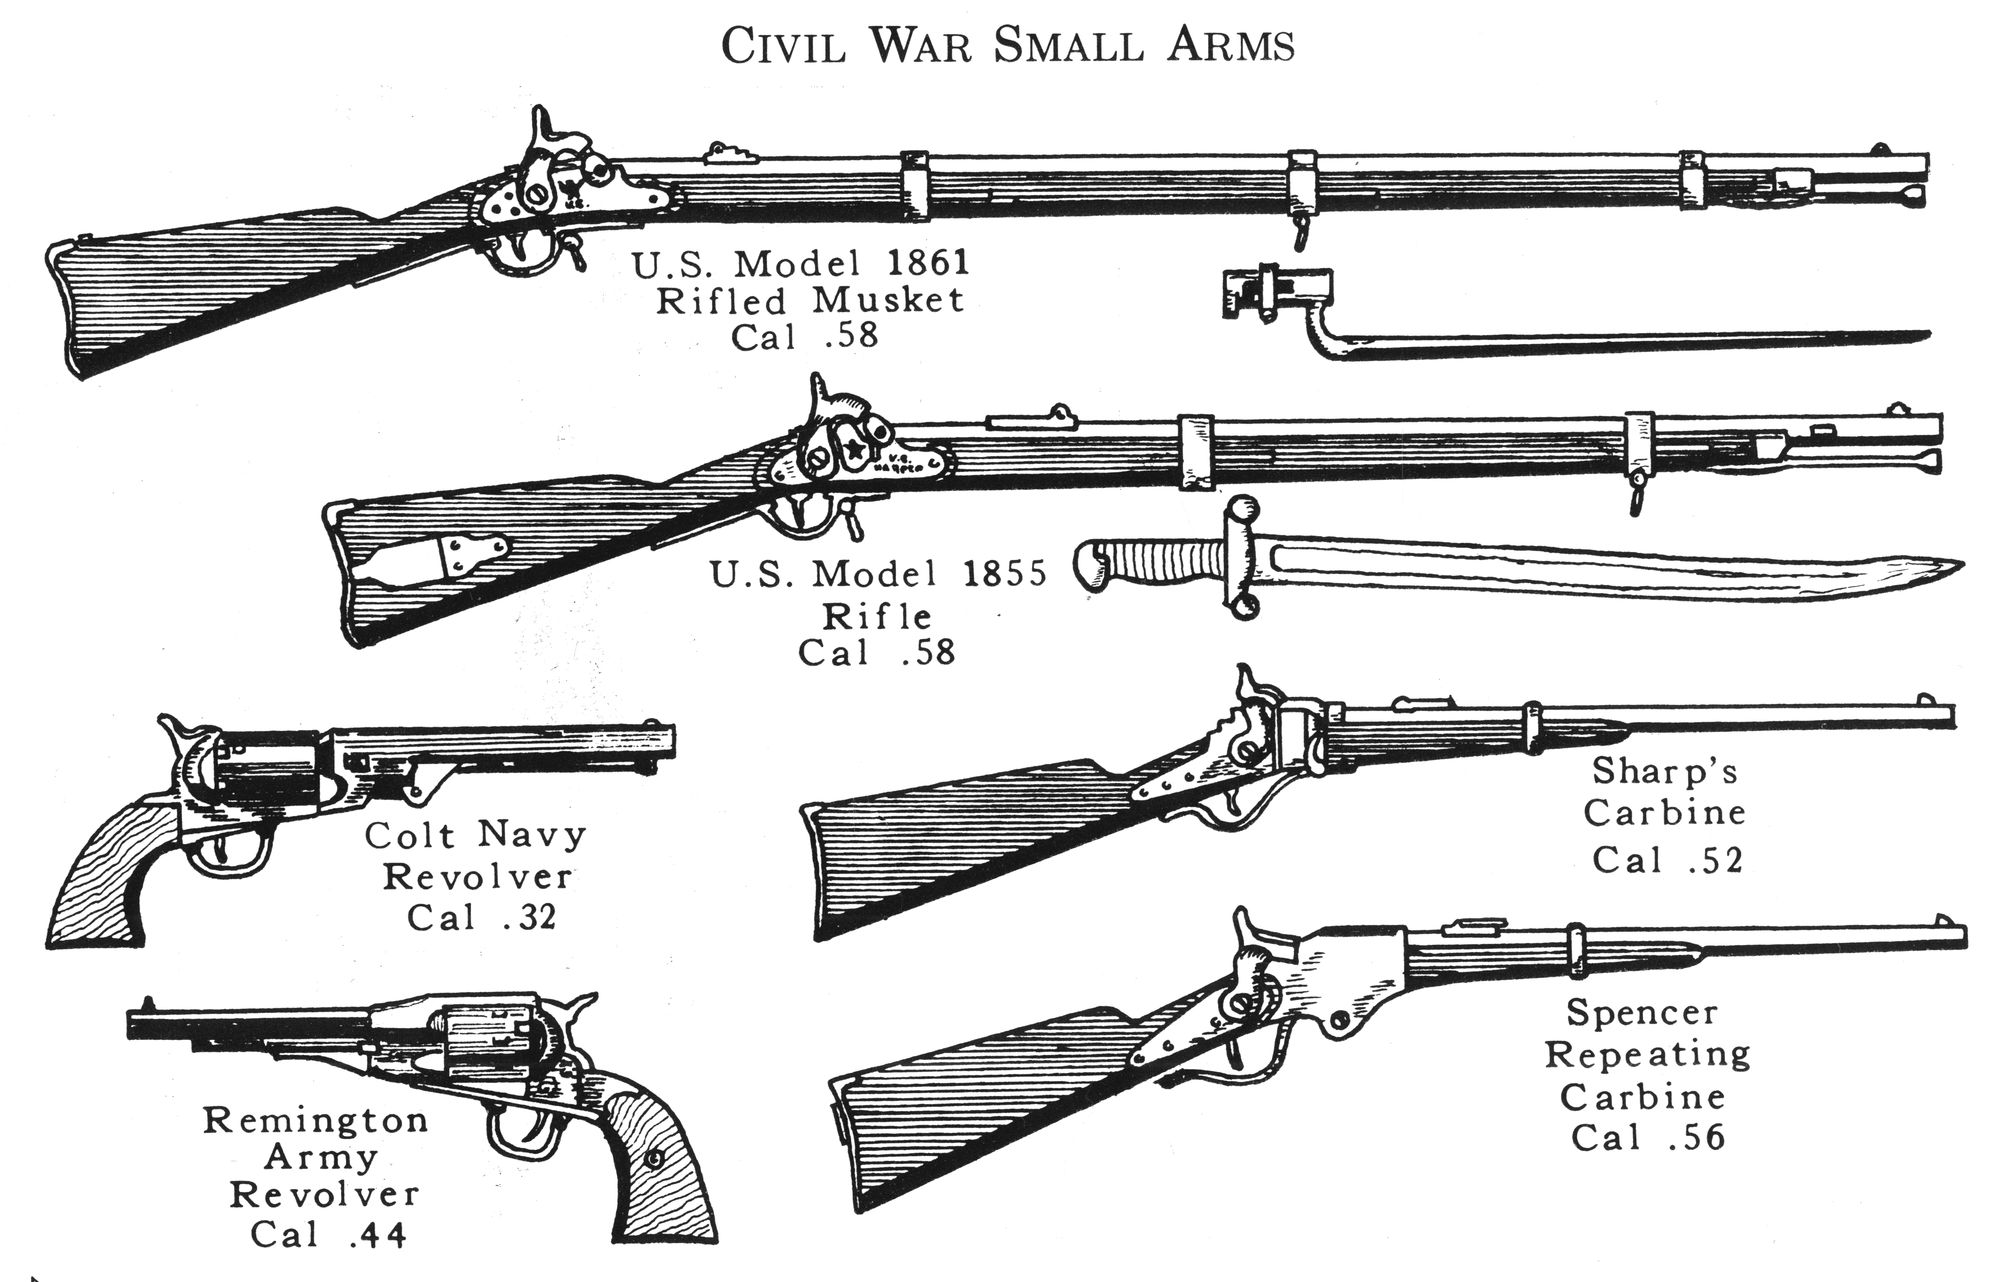 CIVIL WAR SMALL ARMS
U.S.
U.S. Model 1861
Rifled Musket
Cal .58
U.S.
U.S. Model 1855
Rifle
Cal .58
Colt Navy
Revolver
Cal .32
Sharp's
Carbine
Cal .52
Remington
Army
Revolver
Cal .44
Spencer
Repeating
Carbine
Cal .56